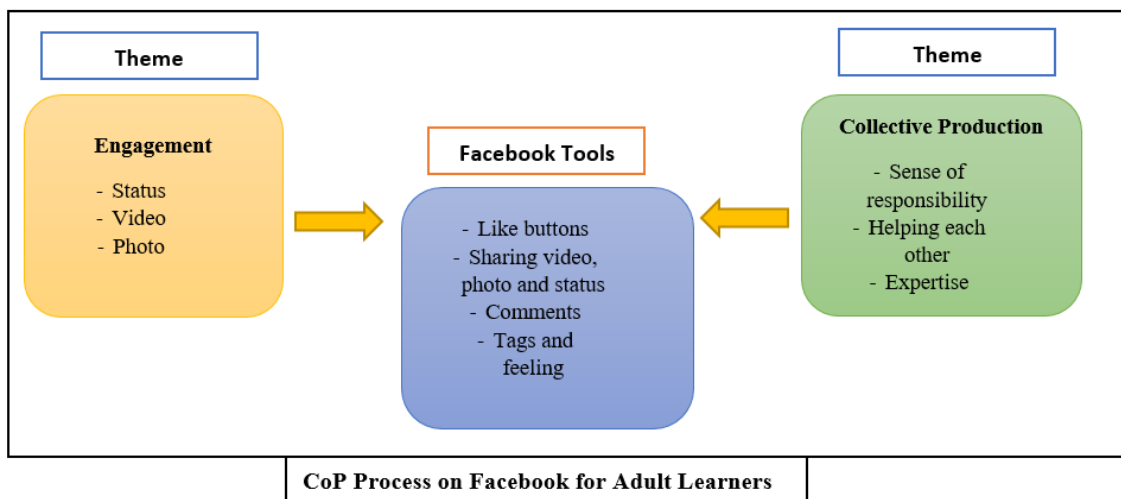 Theme
Engagement
- Status
- Video
- Photo
Facebook Tools
- Like buttons
- Sharing video,
photo and status
- Comments
- Tags and
feeling
Theme
Collective Production
- Sense of
responsibility
- Helping each
other
- Expertise
CoP Process on Facebook for Adult Learners